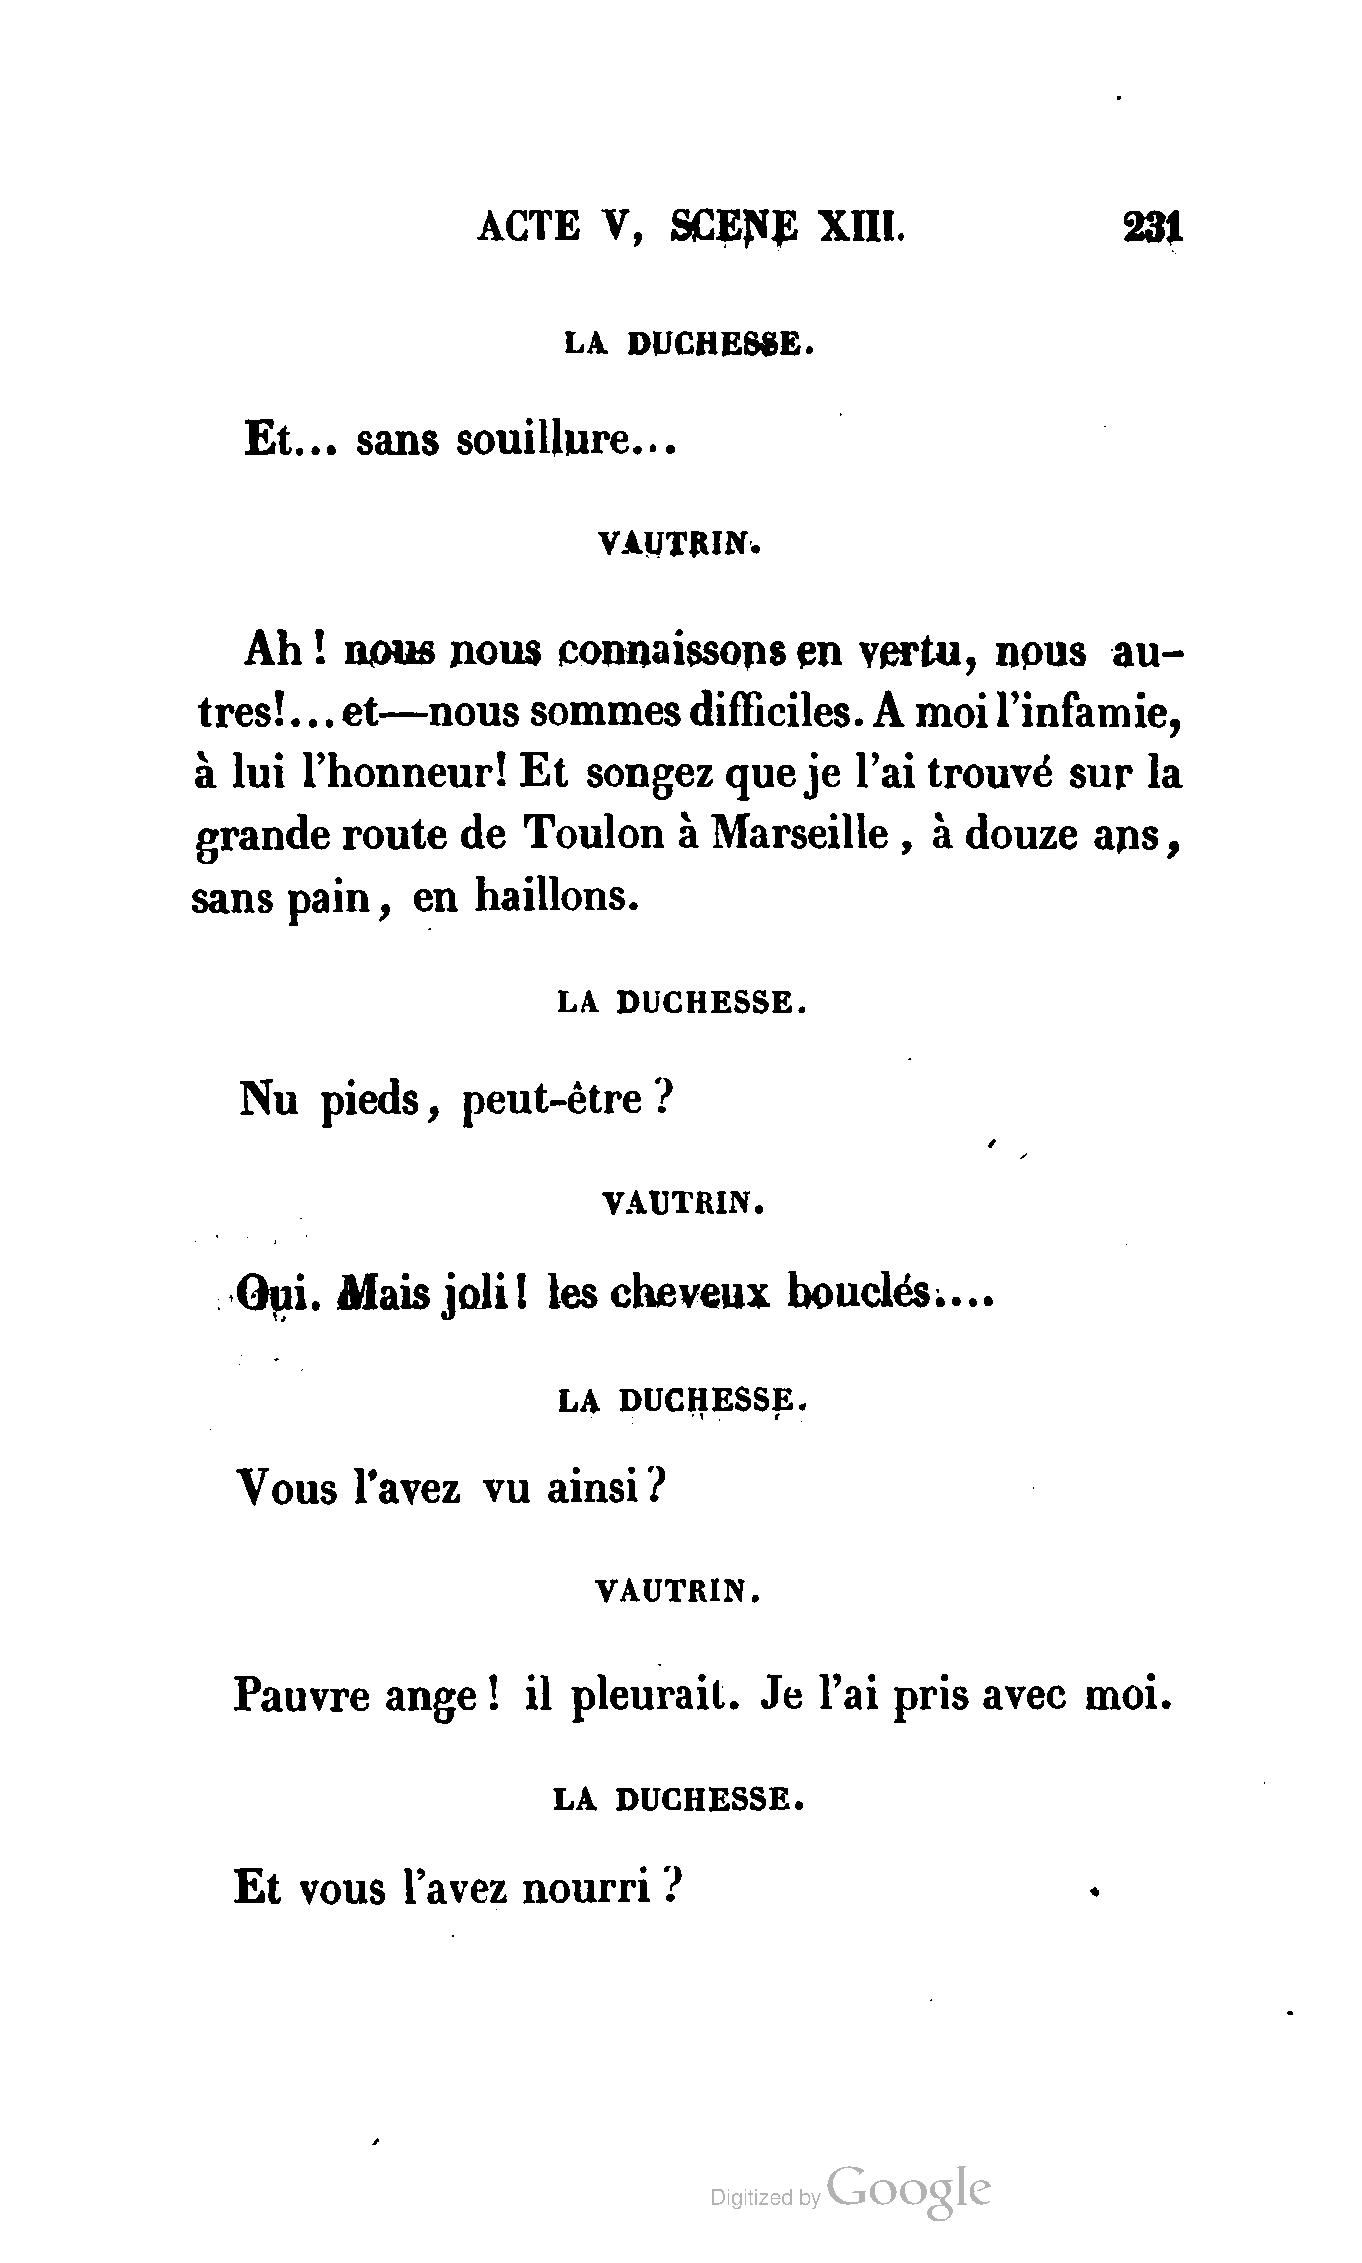 ACTE V, SCENE XIII. 231
LA DUCHESSE.
Et... sans souillure...
VAUTRIN.
Ah ! nous nous connaissons en vertu, nous au-
tres!... et—nous sommes difficiles. A moi l'infamie,
à lui l'honneur! Et songez que je l'ai trouvé sur la
grande route de Toulon à Marseille , à douze ans,
sans pain, en haillons.
LA DUCHESSE.
Nu pieds, peut-être ?
VAUTRIN.
Oui. Mais joli! les cheveux bouclés....
LA DUCHESSE.
Vous l'avez vu ainsi ?
VAUTRIN.
Pauvre ange ! il pleurait. Je l'ai pris avec moi.
LA DUCHESSE.
Et vous l'avez nourri ?
Digitized by Google